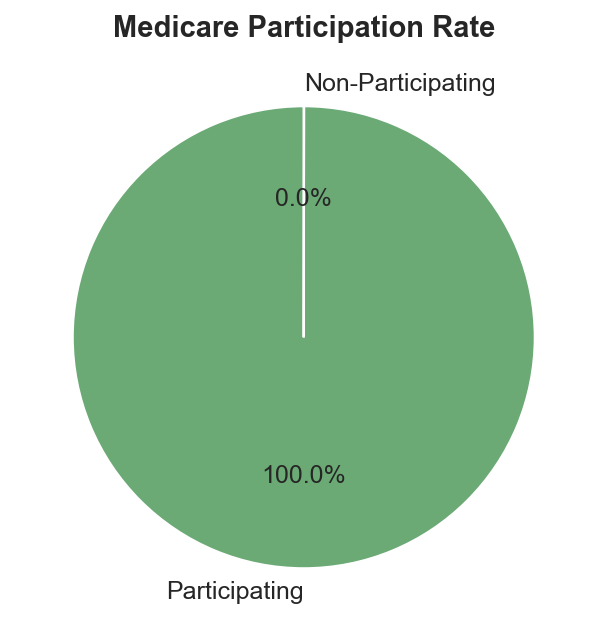 Medicare Participation Rate
Non-Participating
0.0%
100.0%
Participating